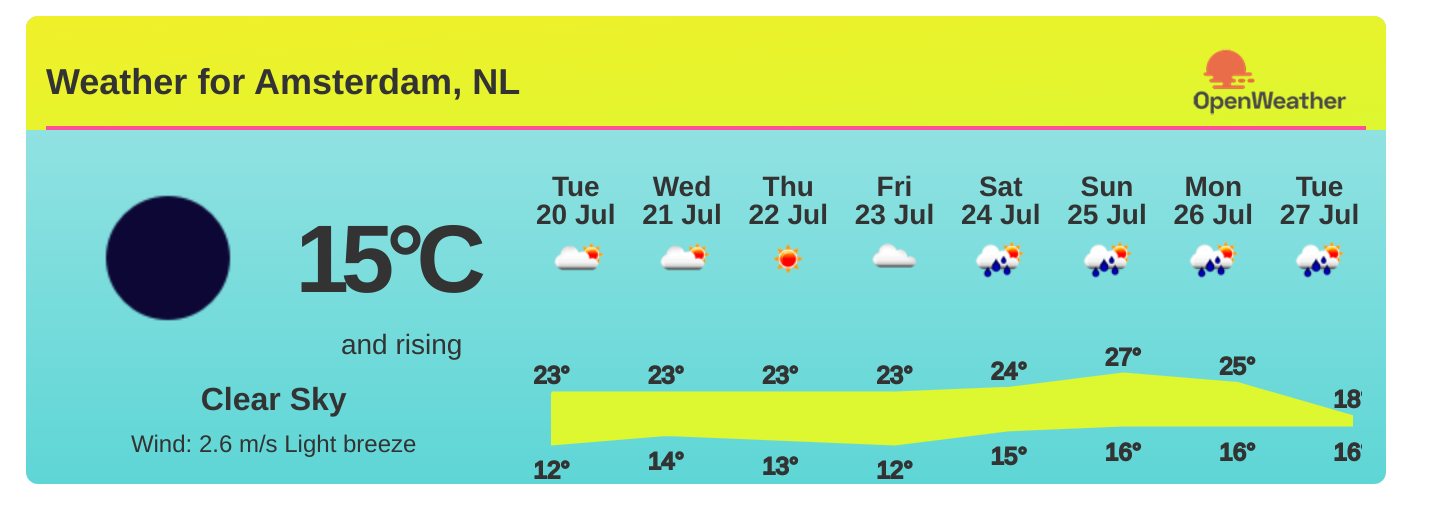 Weather for Amsterdam, NL
OpenWeather
15°C
and rising
Clear Sky
Wind: 2.6 m/s Light breeze
Tue Wed Thu Fri Sat Sun Mon Tue
20 Jul 21 Jul 22 Jul 23 Jul 24 Jul 25 Jul 26 Jul 27 Jul
23° 23° 23° 23° 24° 27° 25° 18°
12° 14° 13° 12° 15° 16° 16° 16°